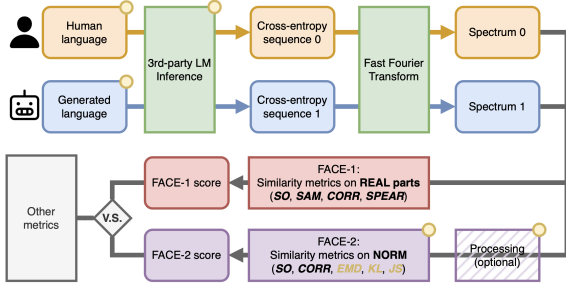 Human
language
3rd-party LM
Inference
Cross-entropy
sequence 0
Fast Fourier
Transform
Spectrum 0
Generated
language
Cross-entropy
sequence 1
Spectrum 1
Other
metrics
V.S.
FACE-1 score
FACE-1:
Similarity metrics on REAL parts
(SO, SAM, CORR, SPEAR)
FACE-2 score
FACE-2:
Similarity metrics on NORM
(SO, CORR, EMD, KL, JS)
Processing
(optional)